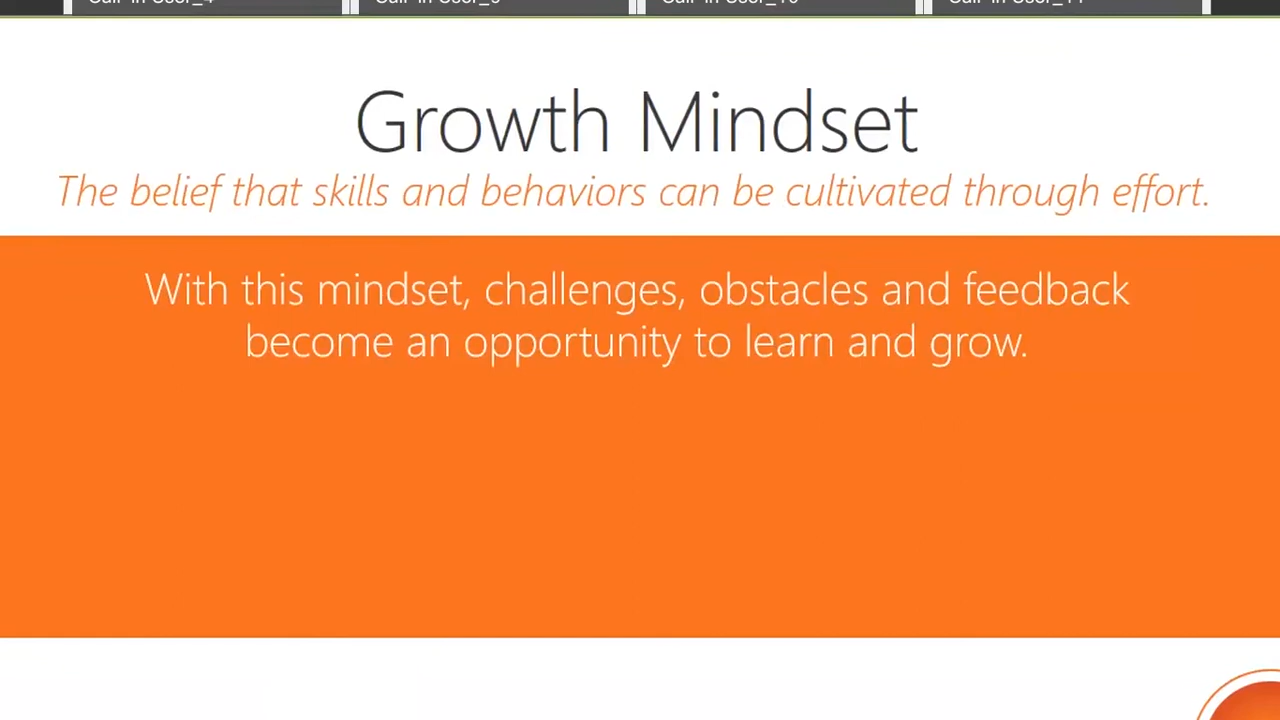 Growth Mindset
The belief that skills and behaviors can be cultivated through effort.
With this mindset, challenges, obstacles and feedback
become an opportunity to learn and grow.